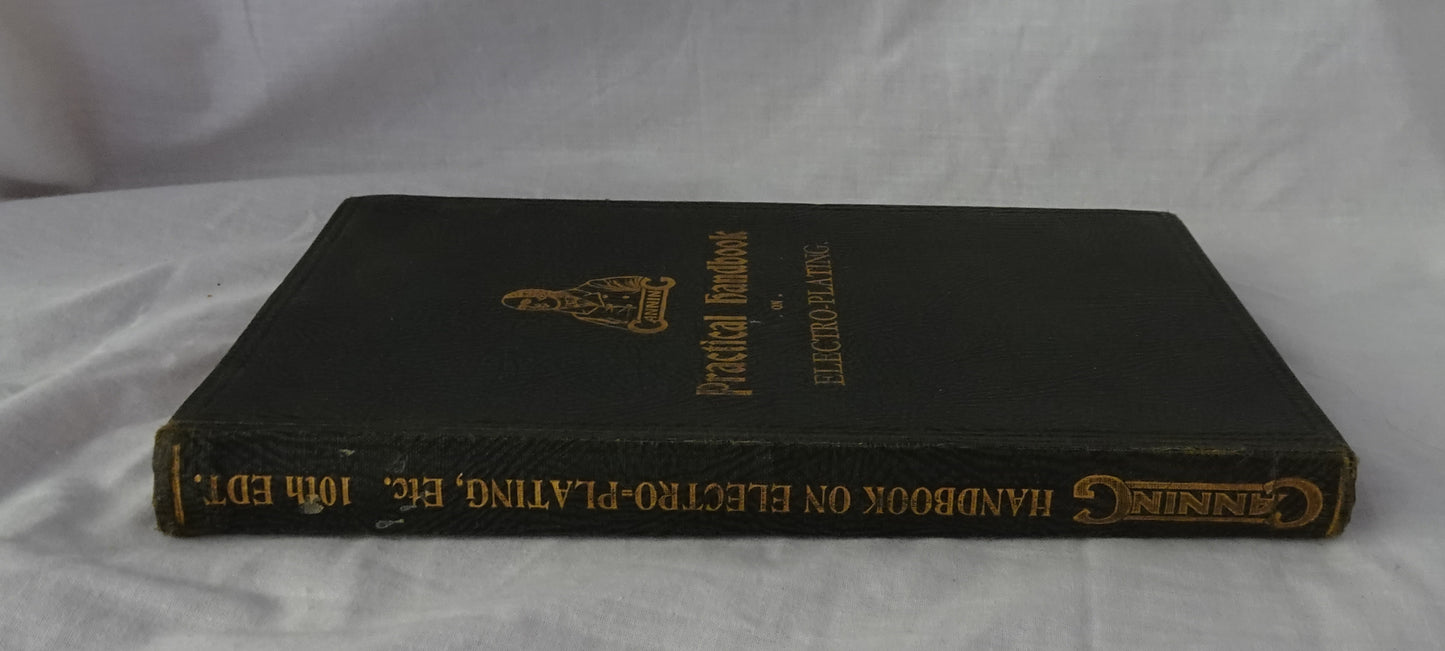 CANNING
Practical Handbook
ON
ELECTRO-PLATING.
CANNING
HANDBOOK ON ELECTRO=PLATING, Etc. 10th EDT.